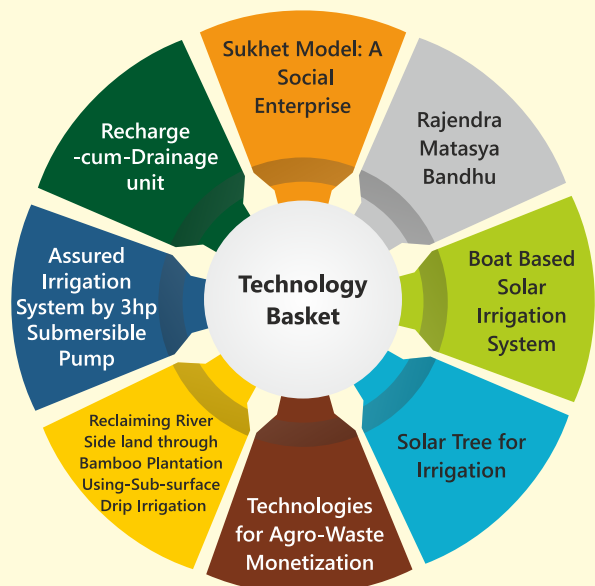 Sukhet Model: A
Social
Enterprise
Rajendra
Matasya
Bandhu
Boat Based
Solar
Irrigation
System
Solar Tree for
Irrigation
Technologies
for Agro-Waste
Monetization
Reclaiming River
Side land through
Bamboo Plantation
Using-Sub-surface
Drip Irrigation
Assured
Irrigation
System by 3hp
Submersible
Pump
Recharge
-cum-Drainage
unit
Technology
Basket